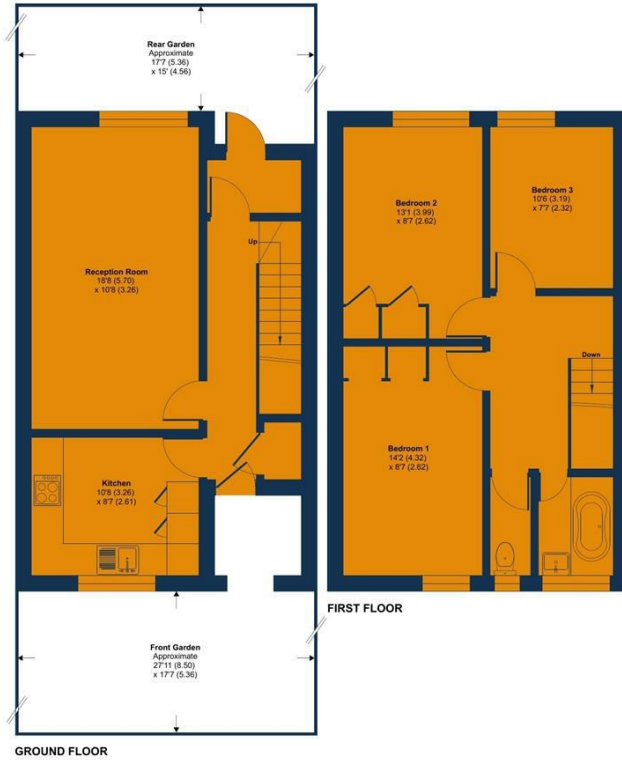 Rear Garden
Approximate
17'7 (5.36)
x 15' (4.56)
Reception Room
18'8 (5.70)
x 10'8 (3.26)
Up
Kitchen
10'8 (3.26)
x 8'7 (2.61)
Front Garden
Approximate
27'11 (8.50)
x 17'7 (5.36)
GROUND FLOOR
Bedroom 2
13'1 (3.99)
x 8'7 (2.62)
Bedroom 3
10'6 (3.19)
x 7'7 (2.32)
Down
Bedroom 1
14'2 (4.32)
x 8'7 (2.62)
FIRST FLOOR